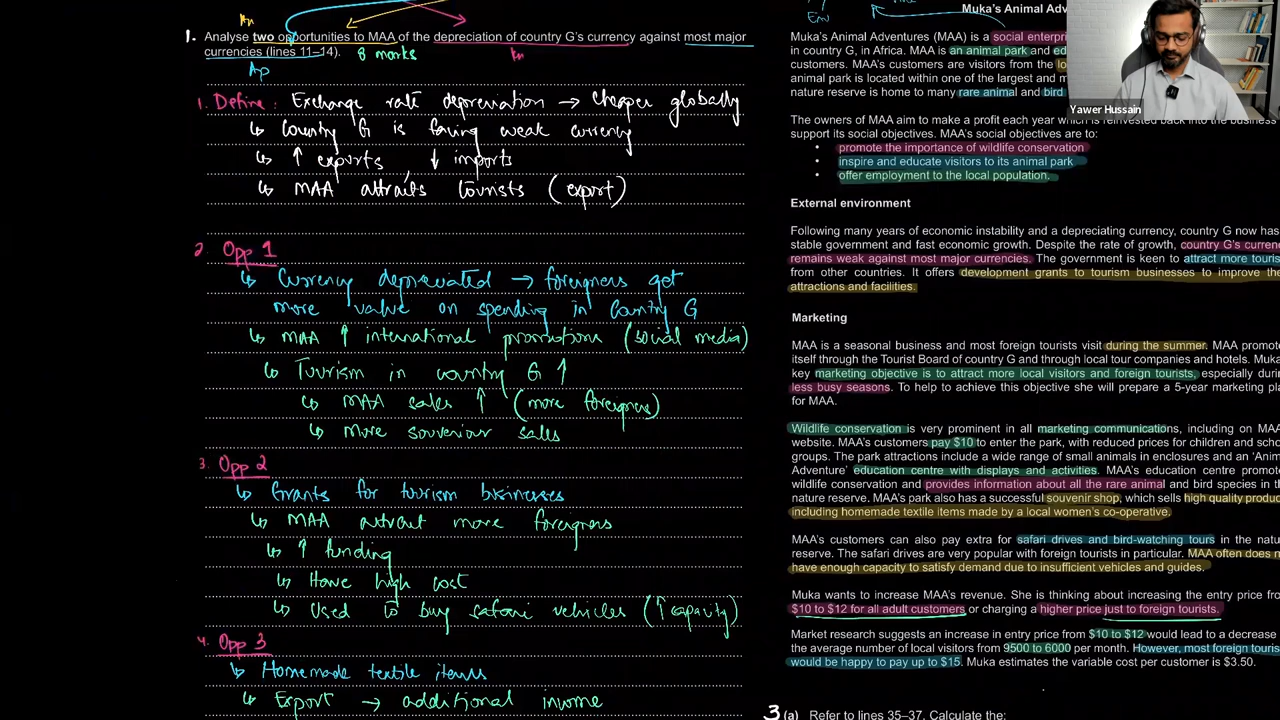 An
1. Analyse two opportunities to MAA of the depreciation of country G's currency against most major
currencies (lines 11–14). 8 marks
Kn
Ap
1. Define: Exchange rate depreciation → cheaper globally
↳ Country G is facing weak currency
↳ ↑ exports ↓ imports
↳ MAA attracts tourists (export)
2 Opp 1
↳ Currency depreciated → foreigners get
more value on spending in Country G
↳ MAA ↑ international promotions (social media)
↳ Tourism in country G ↑
↳ MAA sales ↑ (more foreigners)
↳ More souveniour sales
3. Opp 2
↳ Grants for tourism businesses
↳ MAA attract more foreigners
↳ ↑ funding
↳ Have high cost
↳ Used to buy safari vehicles (↑ capacity)
4. Opp 3
↳ Homemade textile items
↳ Export → additional income
Env
Muka's Animal Adv
Muka's Animal Adventures (MAA) is a social enterpri
in country G, in Africa. MAA is an animal park and ed
customers. MAA's customers are visitors from the lo
animal park is located within one of the largest and m
nature reserve is home to many rare animal and bird
Yawer Hussain
The owners of MAA aim to make a profit each year which is reinvested back into the business
support its social objectives. MAA's social objectives are to:
• promote the importance of wildlife conservation
• inspire and educate visitors to its animal park
• offer employment to the local population.
External environment
Following many years of economic instability and a depreciating currency, country G now has
stable government and fast economic growth. Despite the rate of growth, country G's curren
remains weak against most major currencies. The government is keen to attract more touris
from other countries. It offers development grants to tourism businesses to improve the
attractions and facilities.
Marketing
MAA is a seasonal business and most foreign tourists visit during the summer. MAA promot
itself through the Tourist Board of country G and through local tour companies and hotels. Muka
key marketing objective is to attract more local visitors and foreign tourists, especially durin
less busy seasons. To help to achieve this objective she will prepare a 5-year marketing pla
for MAA.
Wildlife conservation is very prominent in all marketing communications, including on MAA
website. MAA's customers pay $10 to enter the park, with reduced prices for children and scho
groups. The park attractions include a wide range of small animals in enclosures and an 'Anim
Adventure' education centre with displays and activities. MAA's education centre promot
wildlife conservation and provides information about all the rare animal and bird species in th
nature reserve. MAA's park also has a successful souvenir shop, which sells high quality produc
including homemade textile items made by a local women's co-operative.
MAA's customers can also pay extra for safari drives and bird-watching tours in the natu
reserve. The safari drives are very popular with foreign tourists in particular. MAA often does n
have enough capacity to satisfy demand due to insufficient vehicles and guides.
Muka wants to increase MAA's revenue. She is thinking about increasing the entry price fro
$10 to $12 for all adult customers or charging a higher price just to foreign tourists.
Market research suggests an increase in entry price from $10 to $12 would lead to a decrease
the average number of local visitors from 9500 to 6000 per month. However, most foreign touris
would be happy to pay up to $15. Muka estimates the variable cost per customer is $3.50.
3 (a) Refer to lines 35–37. Calculate the: